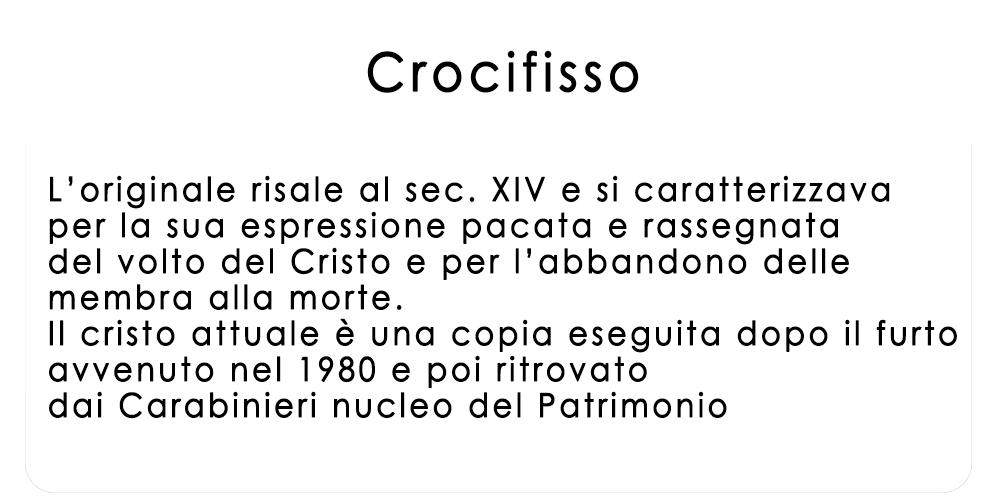 Crocifisso
L’originale risale al sec. XIV e si caratterizzava
per la sua espressione pacata e rassegnata
del volto del Cristo e per l’abbandono delle
membra alla morte.
Il cristo attuale è una copia eseguita dopo il furto
avvenuto nel 1980 e poi ritrovato
dai Carabinieri nucleo del Patrimonio